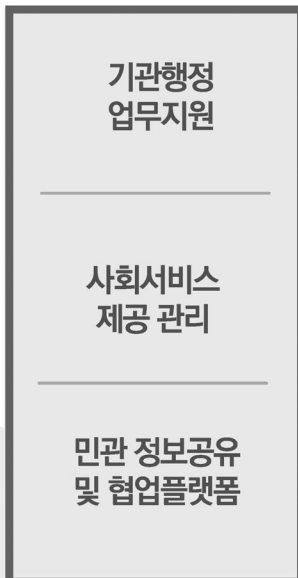 기관행정
업무지원
사회서비스
제공 관리
민관 정보공유
및 협업플랫폼